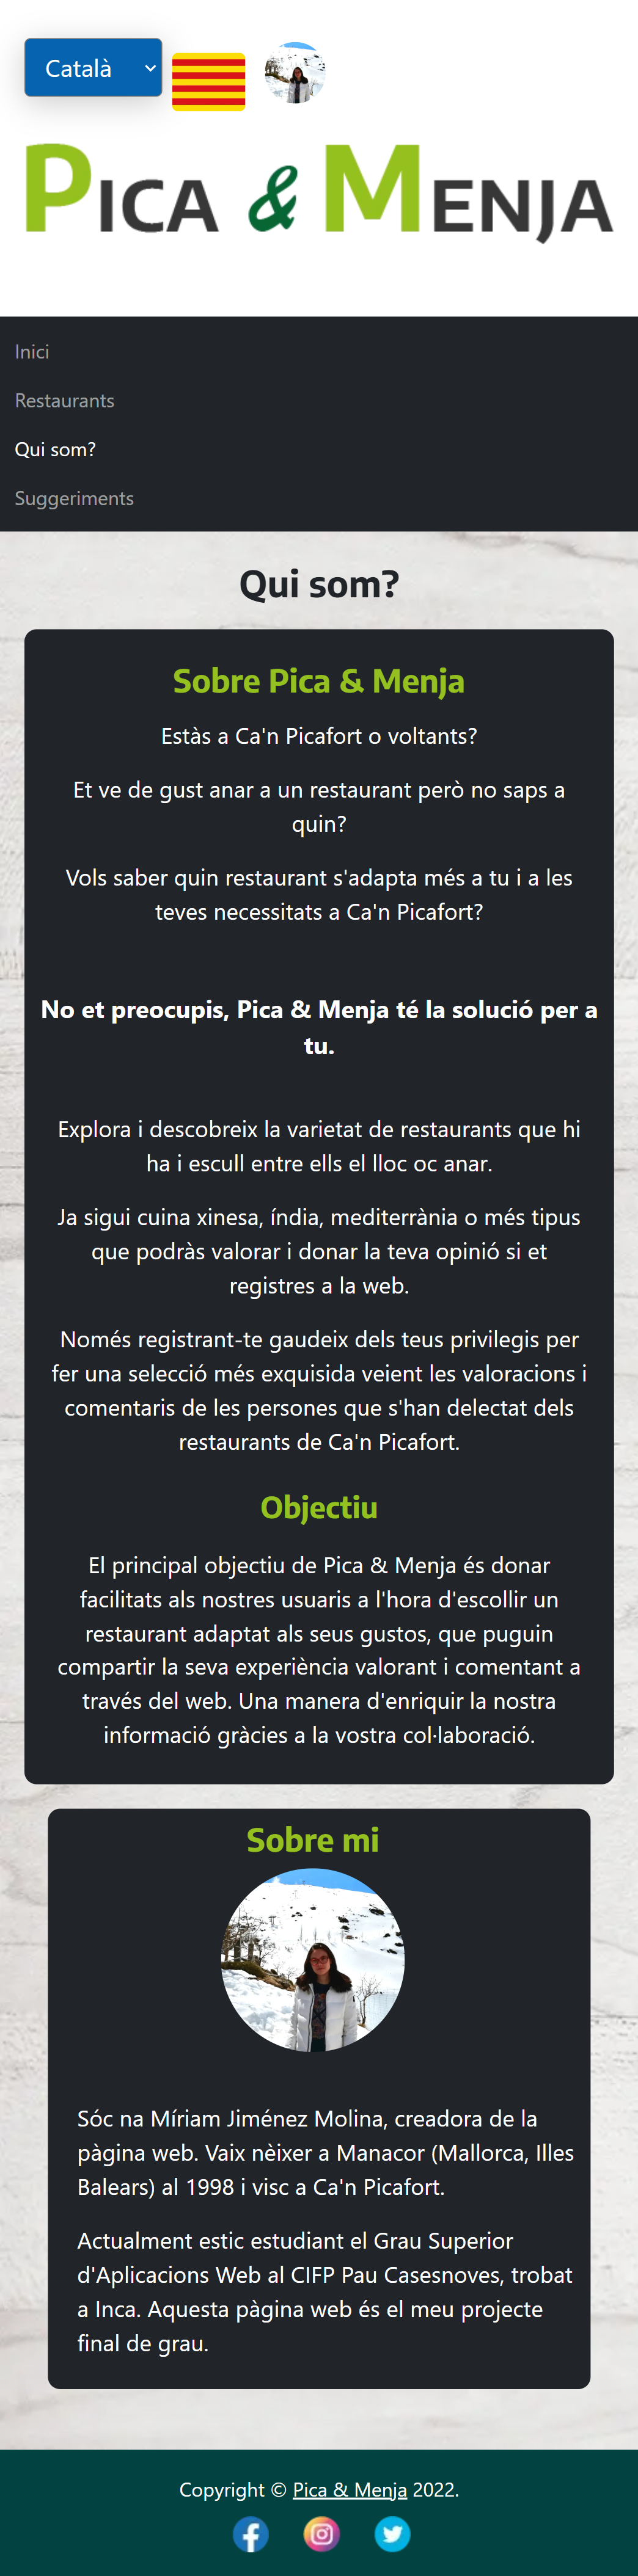 Català
Pica & Menja
Inici
Restaurants
Qui som?
Suggeriments
Qui som?
Sobre Pica & Menja
Estàs a Ca'n Picafort o voltants?
Et ve de gust anar a un restaurant però no saps a
quin?
Vols saber quin restaurant s'adapta més a tu i a les
teves necessitats a Ca'n Picafort?
No et preocupis, Pica & Menja té la solució per a
tu.
Explora i descobreix la varietat de restaurants que hi
ha i escull entre ells el lloc oc anar.
Ja sigui cuina xinesa, índia, mediterrània o més tipus
que podràs valorar i donar la teva opinió si et
registres a la web.
Només registrant-te gaudeix dels teus privilegis per
fer una selecció més exquisida veient les valoracions i
comentaris de les persones que s'han delectat dels
restaurants de Ca'n Picafort.
Objectiu
El principal objectiu de Pica & Menja és donar
facilitats als nostres usuaris a l'hora d'escollir un
restaurant adaptat als seus gustos, que puguin
compartir la seva experiència valorant i comentant a
través del web. Una manera d'enriquir la nostra
informació gràcies a la vostra col·laboració.
Sobre mi
Sóc na Míriam Jiménez Molina, creadora de la
pàgina web. Vaix nèixer a Manacor (Mallorca, Illes
Balears) al 1998 i visc a Ca'n Picafort.
Actualment estic estudiant el Grau Superior
d'Aplicacions Web al CIFP Pau Casesnoves, trobat
a Inca. Aquesta pàgina web és el meu projecte
final de grau.
Copyright © Pica & Menja 2022.